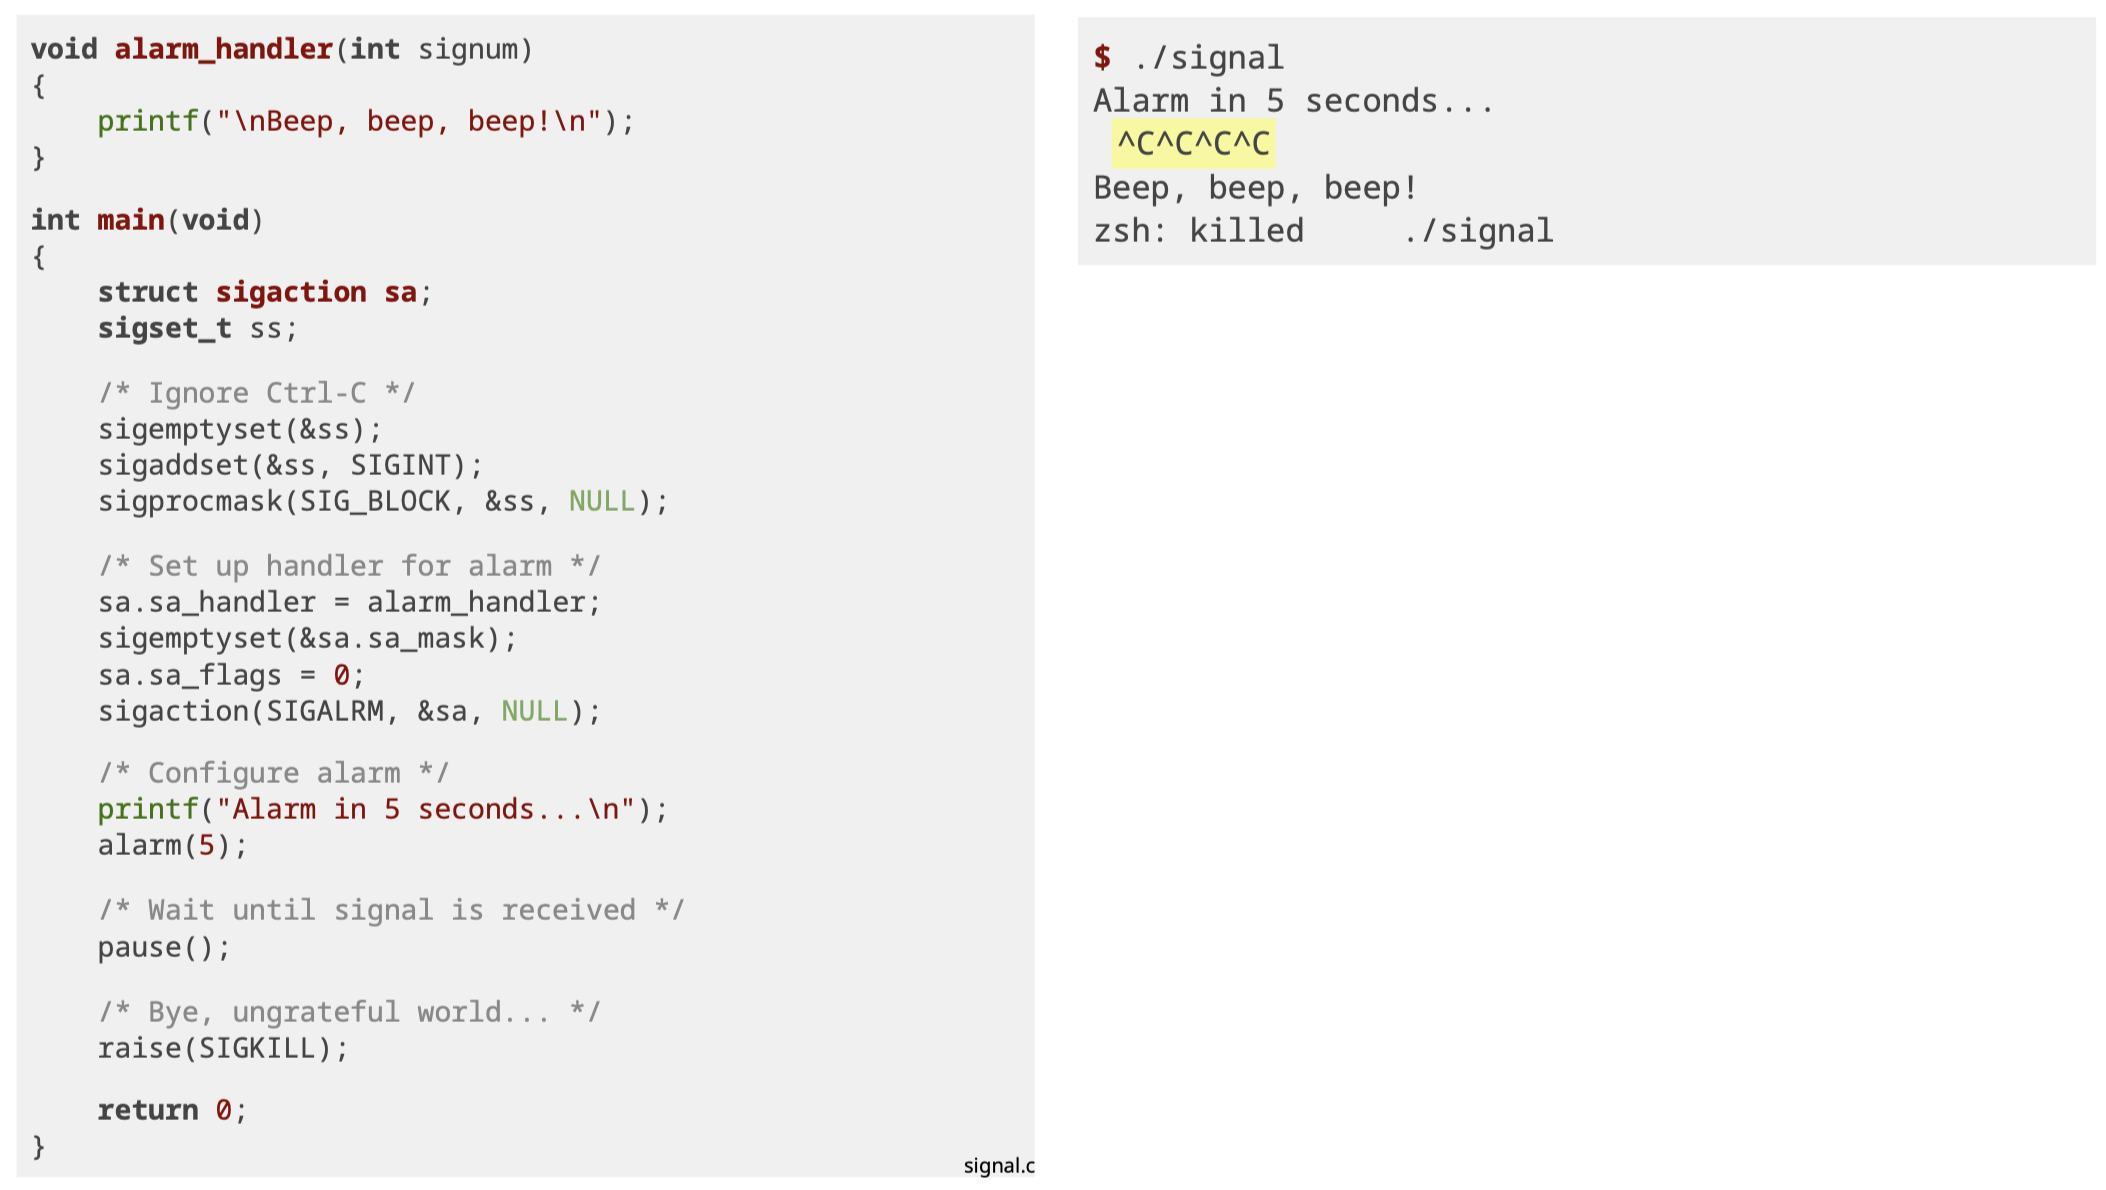 void alarm_handler(int signum)
{
    printf("\nBeep, beep, beep!\n");
}
int main(void)
{
    struct sigaction sa;
    sigset_t ss;
    /* Ignore Ctrl-C */
    sigemptyset(&ss);
    sigaddset(&ss, SIGINT);
    sigprocmask(SIG_BLOCK, &ss, NULL);
    /* Set up handler for alarm */
    sa.sa_handler = alarm_handler;
    sigemptyset(&sa.sa_mask);
    sa.sa_flags = 0;
    sigaction(SIGALRM, &sa, NULL);
    /* Configure alarm */
    printf("Alarm in 5 seconds...\n");
    alarm(5);
    /* Wait until signal is received */
    pause();
    /* Bye, ungrateful world... */
    raise(SIGKILL);
    return 0;
}
signal.c
$ ./signal
Alarm in 5 seconds...
^C^C^C^C
Beep, beep, beep!
zsh: killed     ./signal